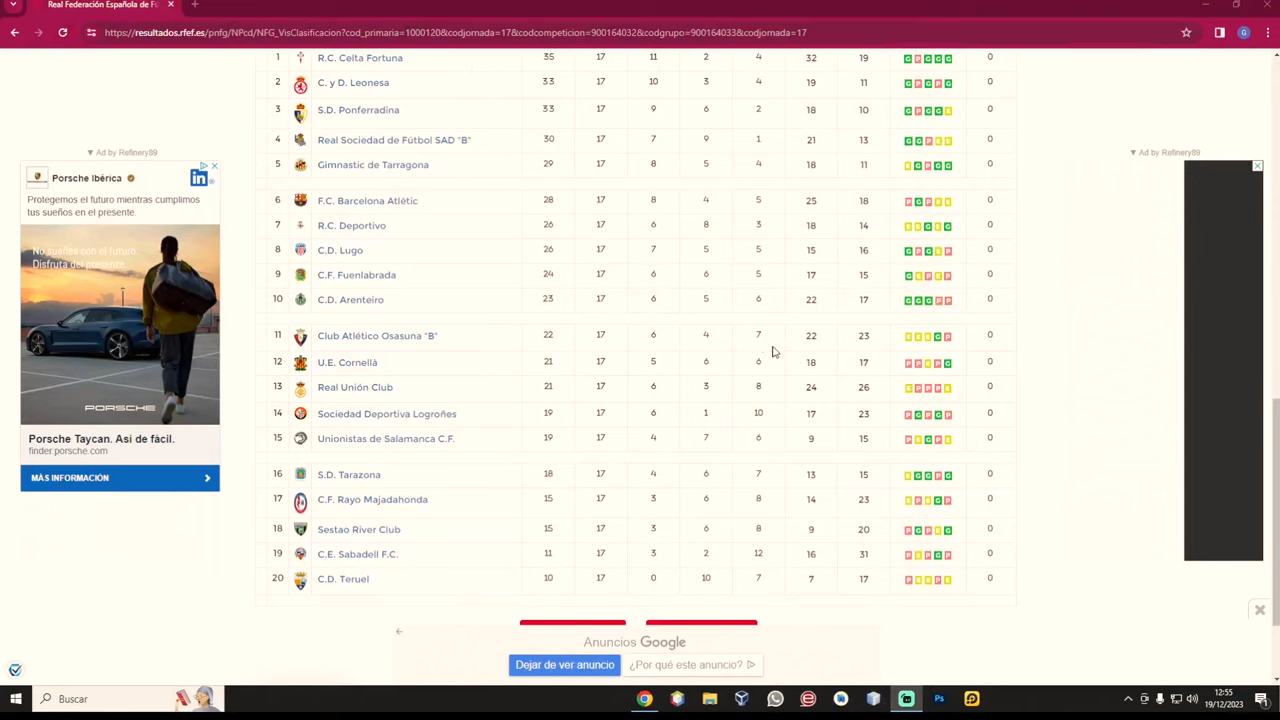 Real Federación Española de F
https://resultados.rfef.es/pnfg/NPcd/NFG_VisClasificacion?cod_primaria=1000120&codjornada=17&codcompeticion=900164032&codgrupo=900164033&codjornada=17
G
1 R.C. Celta Fortuna 35 17 11 2 4 32 19 G P G G G 0
2 C. y D. Leonesa 33 17 10 3 4 19 11 G P G P G 0
3 S.D. Ponferradina 33 17 9 6 2 18 10 G P G G E 0
4 Real Sociedad de Fútbol SAD "B" 30 17 7 9 1 21 13 G G P E E 0
5 Gimnastic de Tarragona 29 17 8 5 4 18 11 E G P G G 0
6 F.C. Barcelona Atlètic 28 17 8 4 5 25 18 P G P E E 0
7 R.C. Deportivo 26 17 6 8 3 18 14 E E G E G 0
8 C.D. Lugo 26 17 7 5 5 15 16 G P G E P 0
9 C.F. Fuenlabrada 24 17 6 6 5 17 15 G E P E P 0
10 C.D. Arenteiro 23 17 6 5 6 22 17 G G G P P 0
11 Club Atlético Osasuna "B" 22 17 6 4 7 22 23 E E E G P 0
12 U.E. Cornellà 21 17 5 6 6 18 17 P P E P G 0
13 Real Unión Club 21 17 6 3 8 24 26 E P P P P 0
14 Sociedad Deportiva Logroñes 19 17 6 1 10 17 23 P G P G P 0
15 Unionistas de Salamanca C.F. 19 17 4 7 6 9 15 P E G P E 0
16 S.D. Tarazona 18 17 4 6 7 13 15 E G G P G 0
17 C.F. Rayo Majadahonda 15 17 3 6 8 14 23 E P E G P 0
18 Sestao River Club 15 17 3 6 8 9 20 P G P E G 0
19 C.E. Sabadell F.C. 11 17 3 2 12 16 31 P E P G P 0
20 C.D. Teruel 10 17 0 10 7 7 17 P E E P E 0
▼ Ad by Refinery89
Porsche Ibérica
in
Protegemos el futuro mientras cumplimos
tus sueños en el presente.
No sueñes con el futuro.
Disfruta del presente.
PORSCHE
Porsche Taycan. Así de fácil.
finder.porsche.com
MÁS INFORMACIÓN
▼ Ad by Refinery89
Anuncios Google
Dejar de ver anuncio
¿Por qué este anuncio?
Buscar
Ps
12:55
19/12/2023